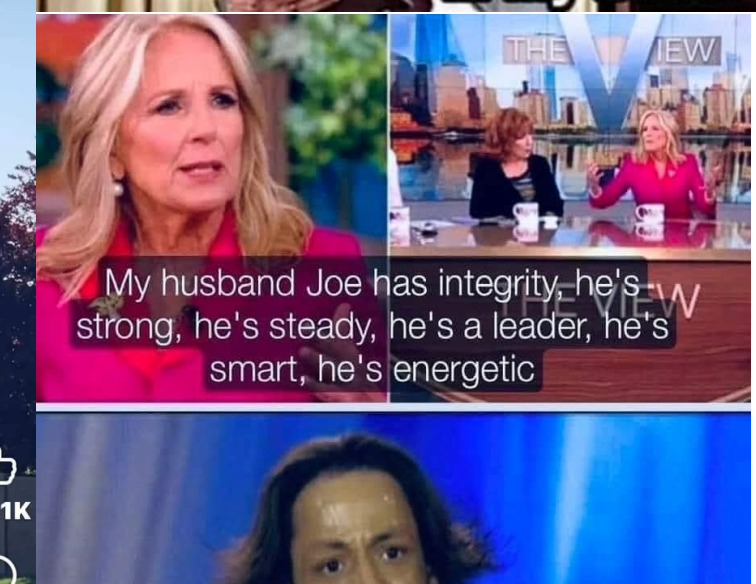 THE VIEW
My husband Joe has integrity, he's
strong, he's steady, he's a leader, he's
smart, he's energetic
THE VIEW
1K